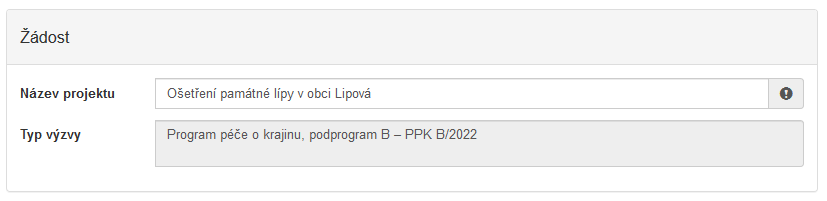 Žádost
Název projektu
Ošetření památné lípy v obci Lipová
Typ výzvy
Program péče o krajinu, podprogram B – PPK B/2022